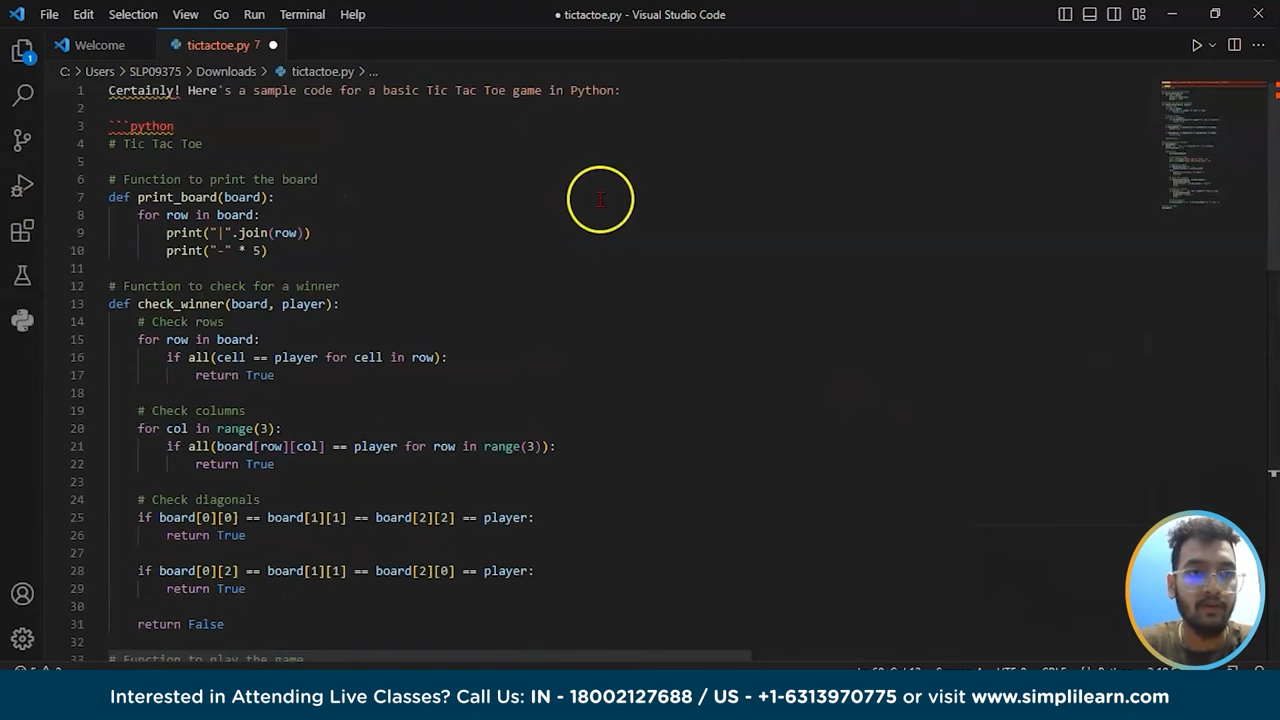 File Edit Selection View Go Run Terminal Help
● tictactoe.py - Visual Studio Code
Welcome
tictactoe.py 7 ●
C: > Users > SLP09375 > Downloads > tictactoe.py > ...
1 Certainly! Here's a sample code for a basic Tic Tac Toe game in Python:
2
3 ```python
4 # Tic Tac Toe
5
6 # Function to print the board
7 def print_board(board):
8     for row in board:
9         print("|".join(row))
10         print("-" * 5)
11
12 # Function to check for a winner
13 def check_winner(board, player):
14     # Check rows
15     for row in board:
16         if all(cell == player for cell in row):
17             return True
18
19     # Check columns
20     for col in range(3):
21         if all(board[row][col] == player for row in range(3)):
22             return True
23
24     # Check diagonals
25     if board[0][0] == board[1][1] == board[2][2] == player:
26         return True
27
28     if board[0][2] == board[1][1] == board[2][0] == player:
29         return True
30
31     return False
32
33 # Function to play the game
1
Interested in Attending Live Classes? Call Us: IN - 18002127688 / US - +1-6313970775 or visit www.simplilearn.com